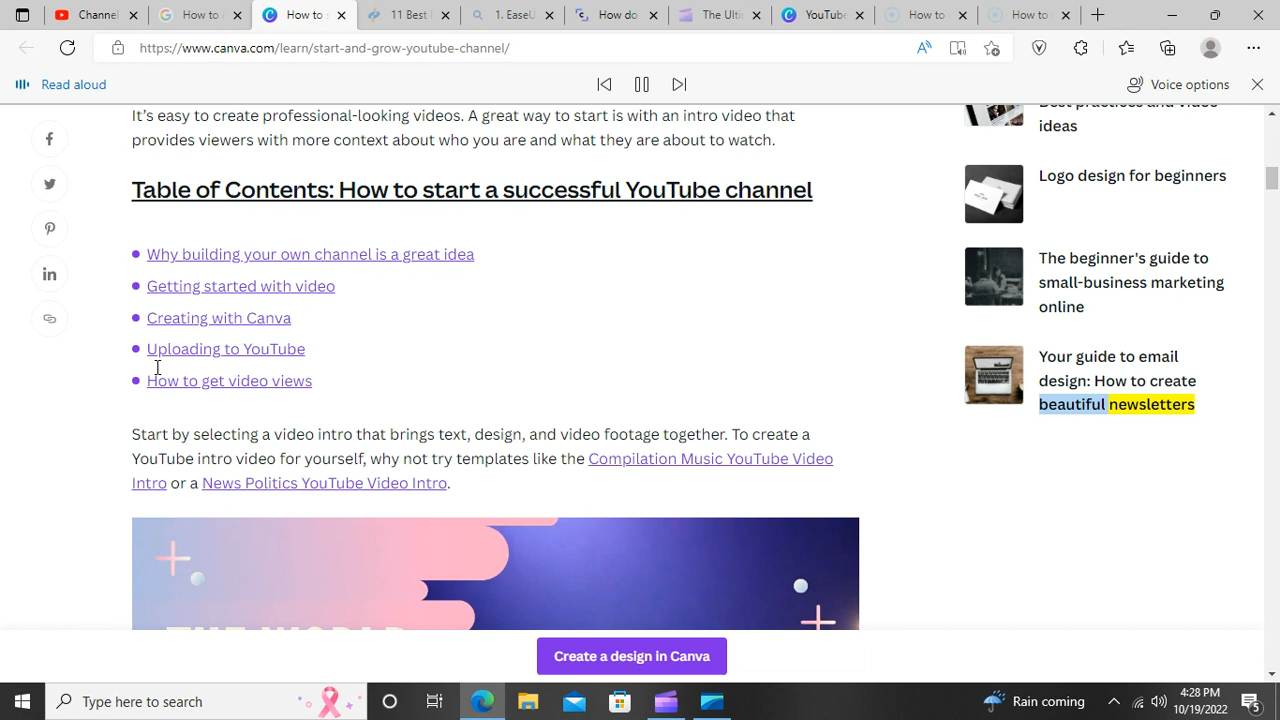 Channel
How to
How to s
11 Best
1. EaseU
How do
The Ulti
YouTube
How to
How to
https://www.canva.com/learn/start-and-grow-youtube-channel/
Read aloud
Voice options
It's easy to create professional-looking videos. A great way to start is with an intro video that
provides viewers with more context about who you are and what they are about to watch.
Table of Contents: How to start a successful YouTube channel
Why building your own channel is a great idea
Getting started with video
Creating with Canva
Uploading to YouTube
How to get video views
Start by selecting a video intro that brings text, design, and video footage together. To create a
YouTube intro video for yourself, why not try templates like the Compilation Music YouTube Video
Intro or a News Politics YouTube Video Intro.
Best practices and video
ideas
Logo design for beginners
The beginner's guide to
small-business marketing
online
Your guide to email
design: How to create
beautiful newsletters
Create a design in Canva
Type here to search
Rain coming
4:28 PM
10/19/2022
5